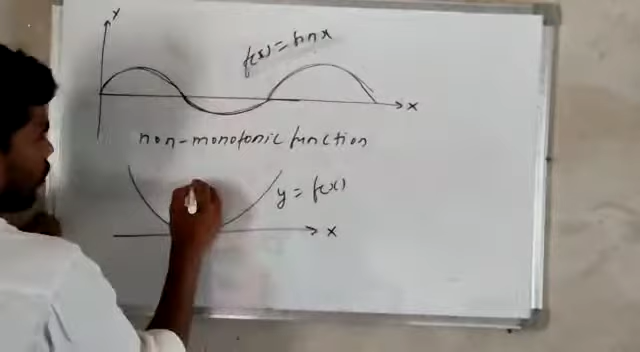 Y
f(x) = sin x
x
non-monotonic function
y = f(x)
x